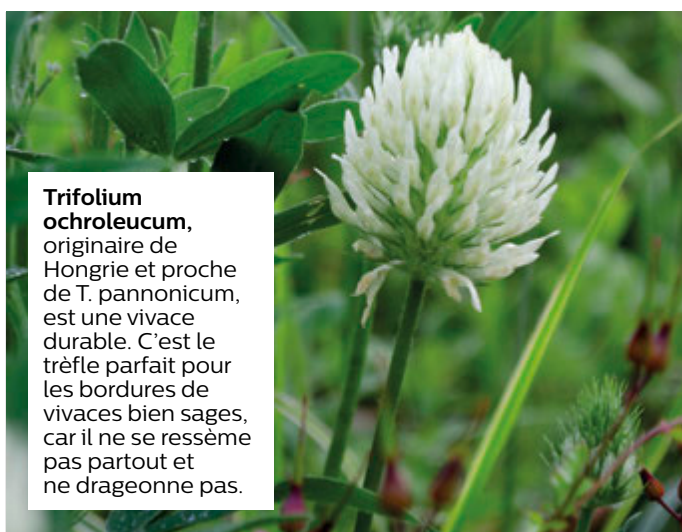 Trifolium
ochroleucum,
originaire de
Hongrie et proche
de T. pannonicum,
est une vivace
durable. C’est le
trèfle parfait pour
les bordures de
vivaces bien sages,
car il ne se ressème
pas partout et
ne drageonne pas.